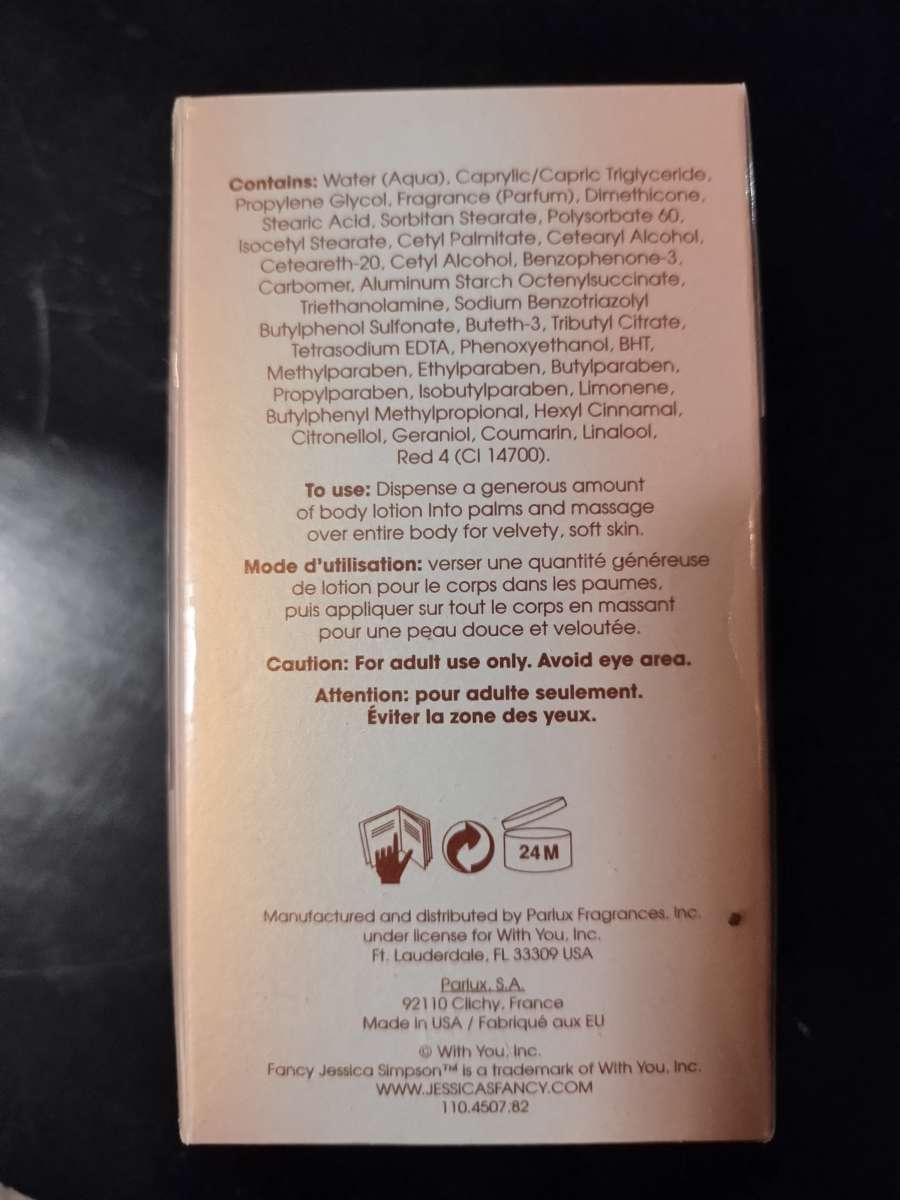 Contains: Water (Aqua), Caprylic/Capric Triglyceride,
Propylene Glycol, Fragrance (Parfum), Dimethicone,
Stearic Acid, Sorbitan Stearate, Polysorbate 60,
Isocetyl Stearate, Cetyl Palmitate, Cetearyl Alcohol,
Ceteareth-20, Cetyl Alcohol, Benzophenone-3,
Carbomer, Aluminum Starch Octenylsuccinate,
Triethanolamine, Sodium Benzotriazolyl
Butylphenol Sulfonate, Buteth-3, Tributyl Citrate,
Tetrasodium EDTA, Phenoxyethanol, BHT,
Methylparaben, Ethylparaben, Butylparaben,
Propylparaben, Isobutylparaben, Limonene,
Butylphenyl Methylpropional, Hexyl Cinnamal,
Citronellol, Geraniol, Coumarin, Linalool,
Red 4 (CI 14700).
To use: Dispense a generous amount
of body lotion into palms and massage
over entire body for velvety, soft skin.
Mode d'utilisation: verser une quantité généreuse
de lotion pour le corps dans les paumes,
puis appliquer sur tout le corps en massant
pour une peau douce et veloutée.
Caution: For adult use only. Avoid eye area.
Attention: pour adulte seulement.
Éviter la zone des yeux.
24 M
Manufactured and distributed by Parlux Fragrances, Inc.
under license for With You, Inc.
Ft. Lauderdale, FL 33309 USA
Parlux, S.A.
92110 Clichy, France
Made in USA / Fabriqué aux EU
© With You, Inc.
Fancy Jessica Simpson™ is a trademark of With You, Inc.
WWW.JESSICASFANCY.COM
110.4507.82